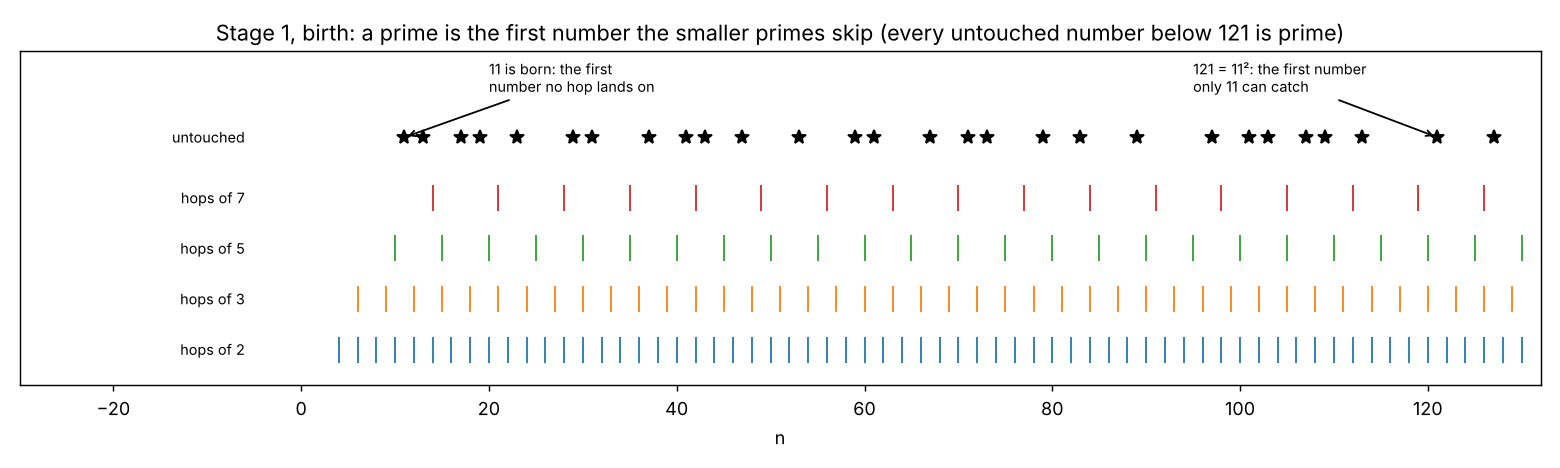 Stage 1, birth: a prime is the first number the smaller primes skip (every untouched number below 121 is prime)
11 is born: the first
number no hop lands on
121 = 11²: the first number
only 11 can catch
untouched
hops of 7
hops of 5
hops of 3
hops of 2
−20 0 20 40 60 80 100 120
n